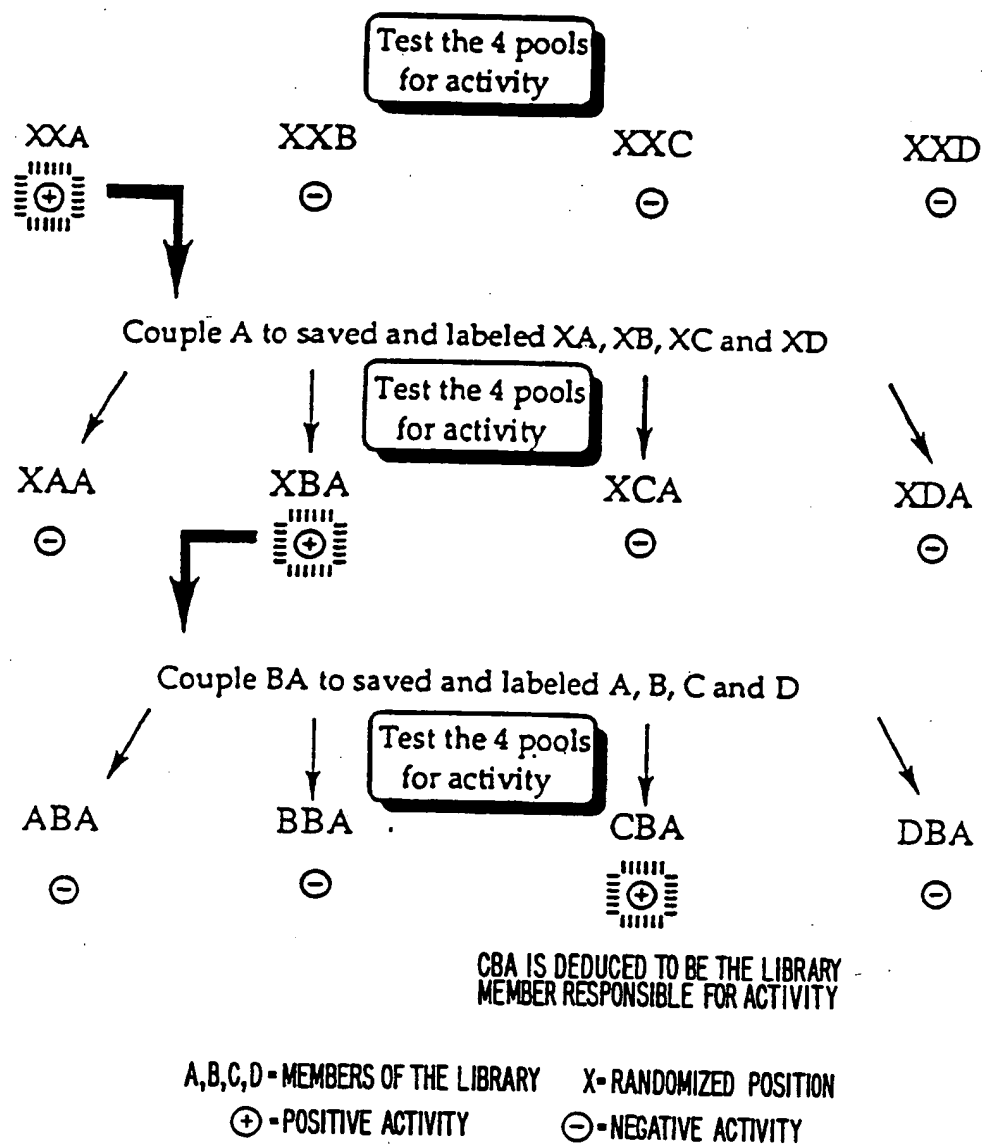 Test the 4 pools
for activity
XXA XXB XXC XXD
+ − − −
Couple A to saved and labeled XA, XB, XC and XD
Test the 4 pools
for activity
XAA XBA XCA XDA
− + − −
Couple BA to saved and labeled A, B, C and D
Test the 4 pools
for activity
ABA BBA CBA DBA
− − + −
CBA IS DEDUCED TO BE THE LIBRARY
MEMBER RESPONSIBLE FOR ACTIVITY
A,B,C,D=MEMBERS OF THE LIBRARY X=RANDOMIZED POSITION
⊕=POSITIVE ACTIVITY ⊖=NEGATIVE ACTIVITY